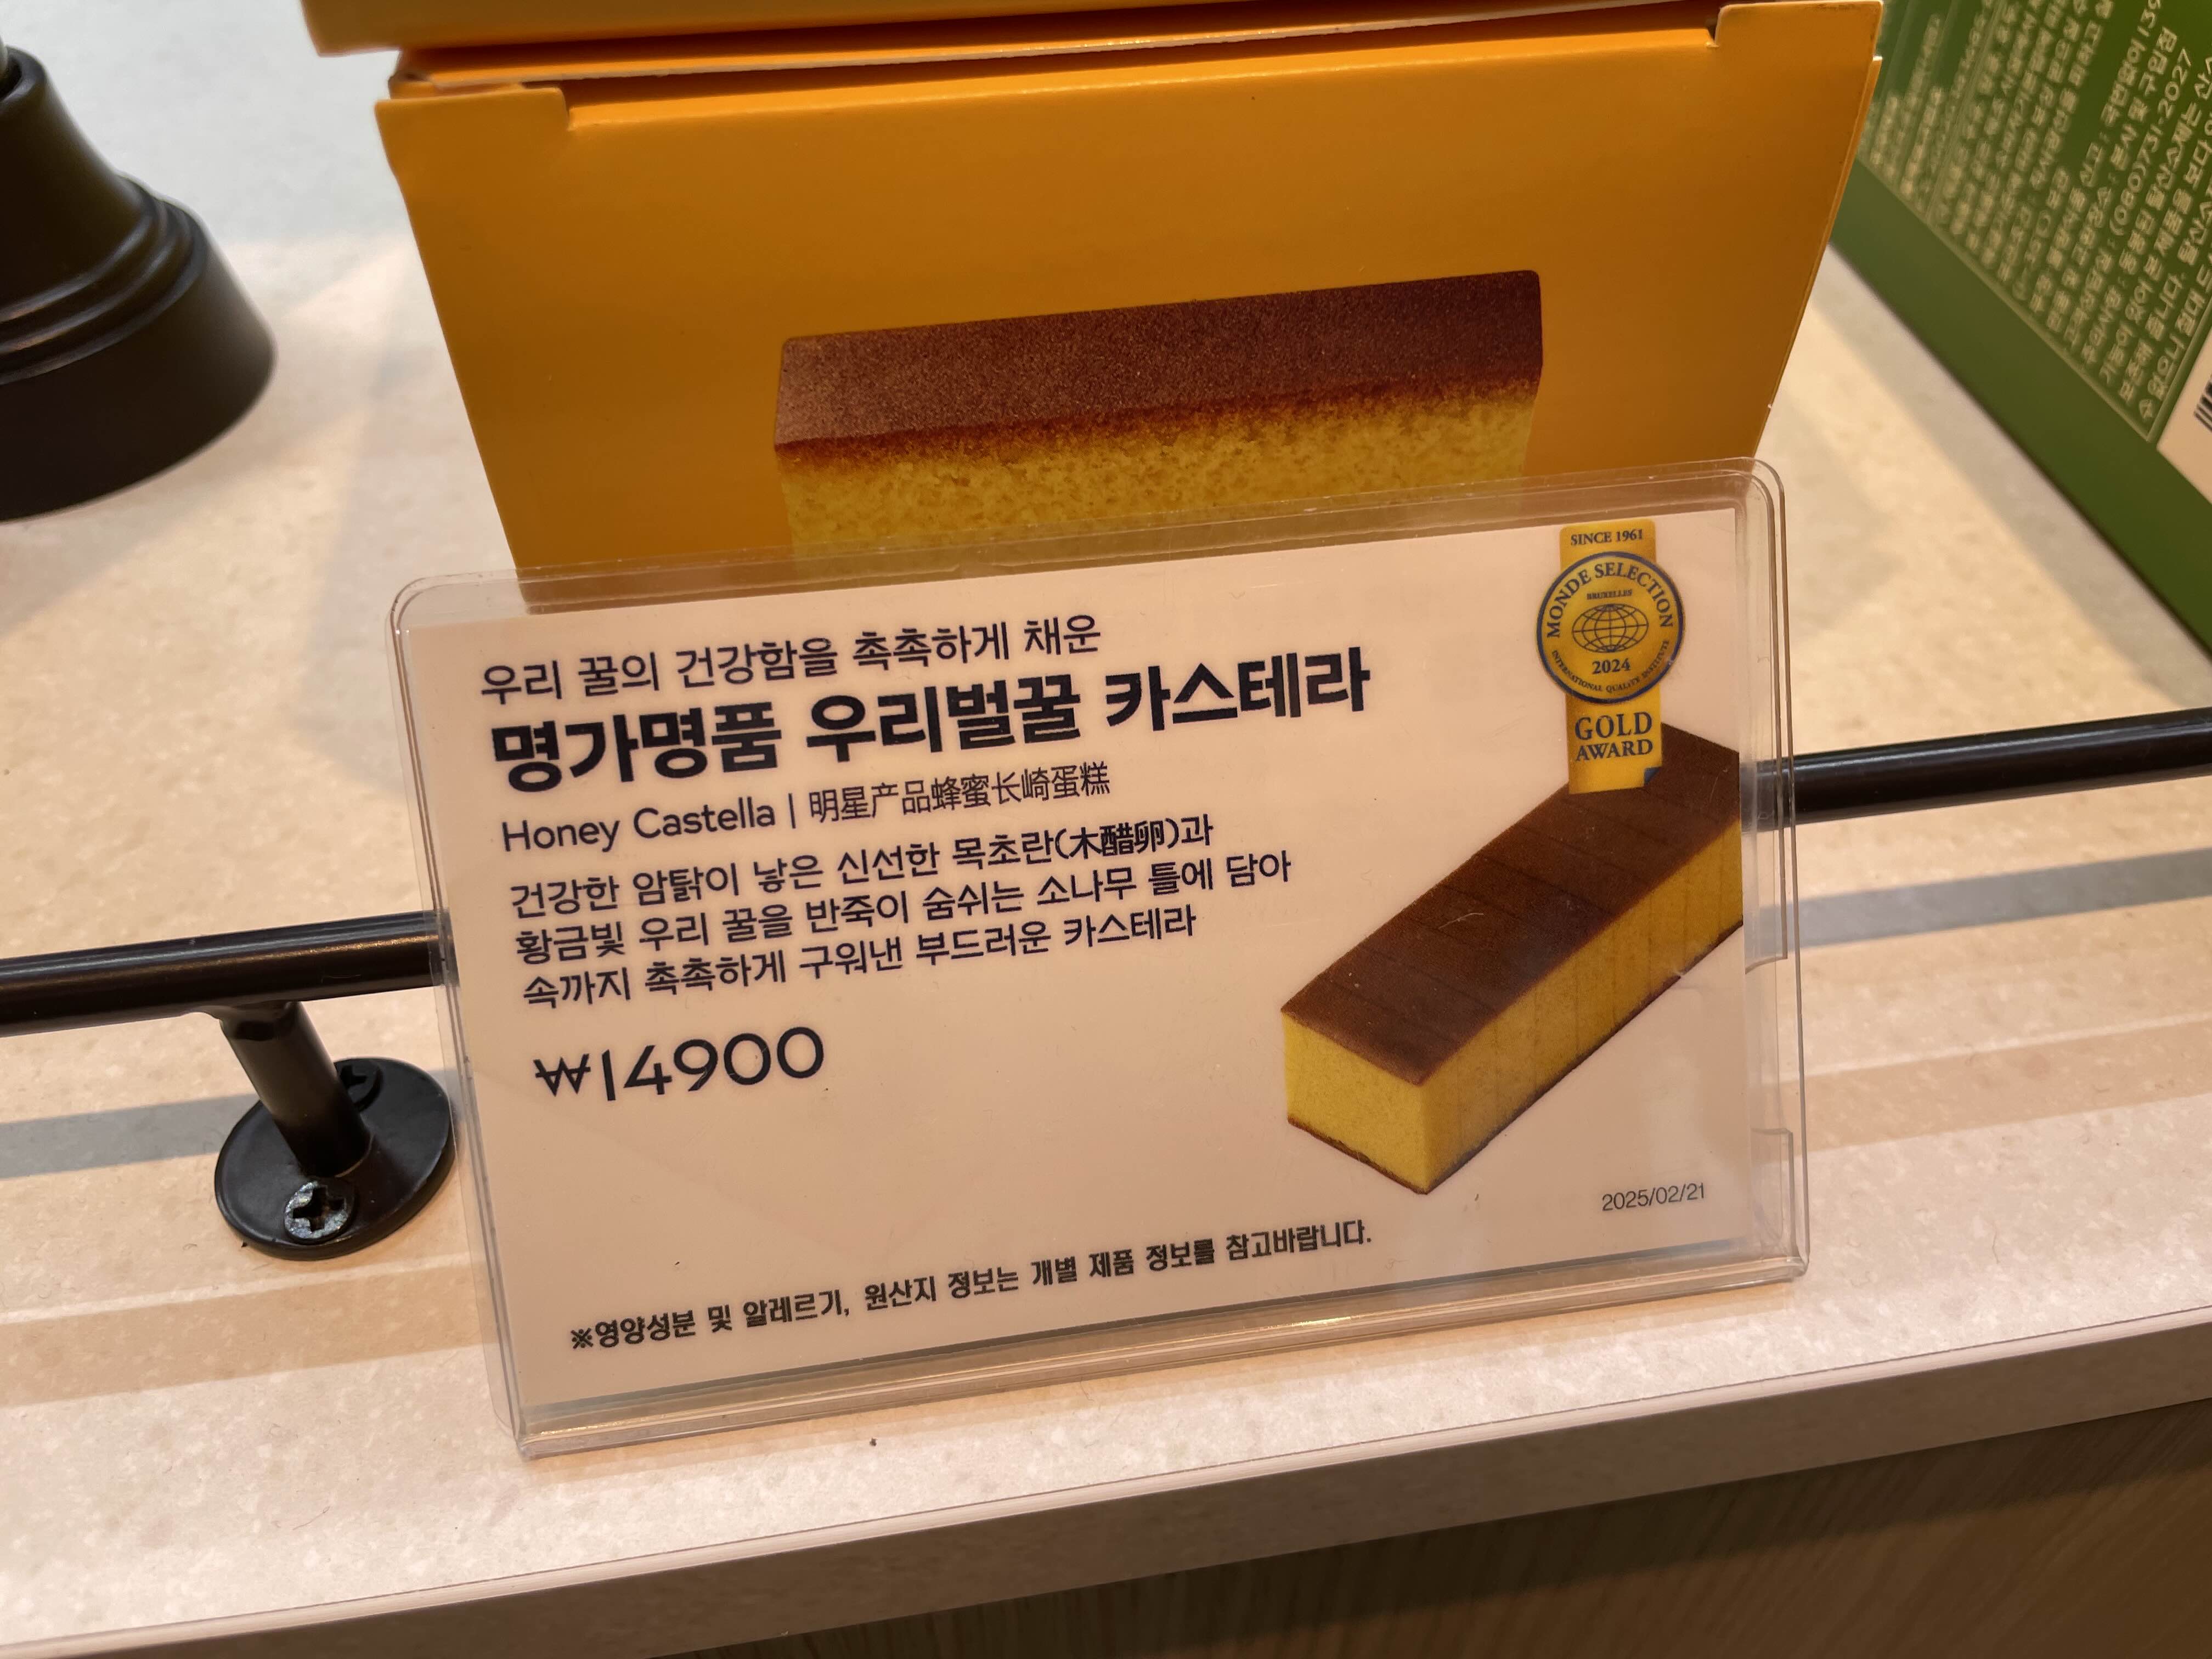 우리 꿀의 건강함을 촉촉하게 채운
명가명품 우리벌꿀 카스테라
Honey Castella | 明星产品蜂蜜长崎蛋糕
건강한 암탉이 낳은 신선한 목초란(木醋卵)과
황금빛 우리 꿀을 반죽이 숨쉬는 소나무 틀에 담아
속까지 촉촉하게 구워낸 부드러운 카스테라
₩14900
SINCE 1961
MONDE SELECTION
BRUXELLES
2024
INTERNATIONAL QUALITY INSTITUTE
GOLD
AWARD
2025/02/21
※영양성분 및 알레르기, 원산지 정보는 개별 제품 정보를 참고바랍니다.